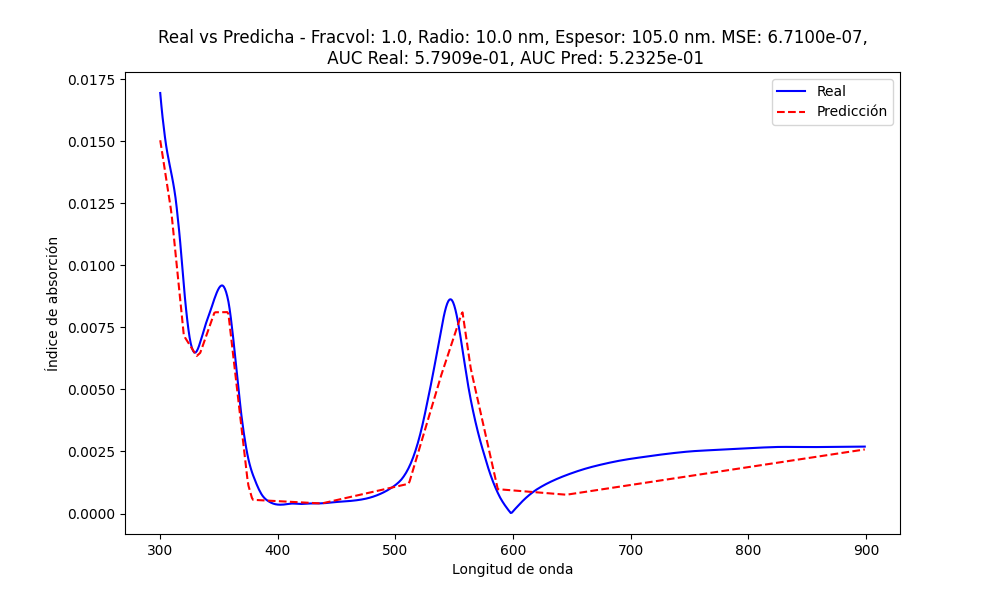 Real vs Predicha - Fracvol: 1.0, Radio: 10.0 nm, Espesor: 105.0 nm. MSE: 6.7100e-07,
AUC Real: 5.7909e-01, AUC Pred: 5.2325e-01
Real
Predicción
0.0175
0.0150
0.0125
0.0100
0.0075
0.0050
0.0025
0.0000
Índice de absorción
300 400 500 600 700 800 900
Longitud de onda